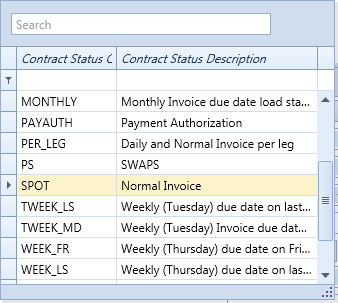 Search
Contract Status C Contract Status Description
MONTHLY Monthly Invoice due date load sta...
PAYAUTH Payment Authorization
PER_LEG Daily and Normal Invoice per leg
PS SWAPS
SPOT Normal Invoice
TWEEK_LS Weekly (Tuesday) due date on last...
TWEEK_MD Weekly (Tuesday) Invoice due dat...
WEEK_FR Weekly (Thursday) due date on Fri...
WEEK_LS Weekly (Thursday) due date on las...